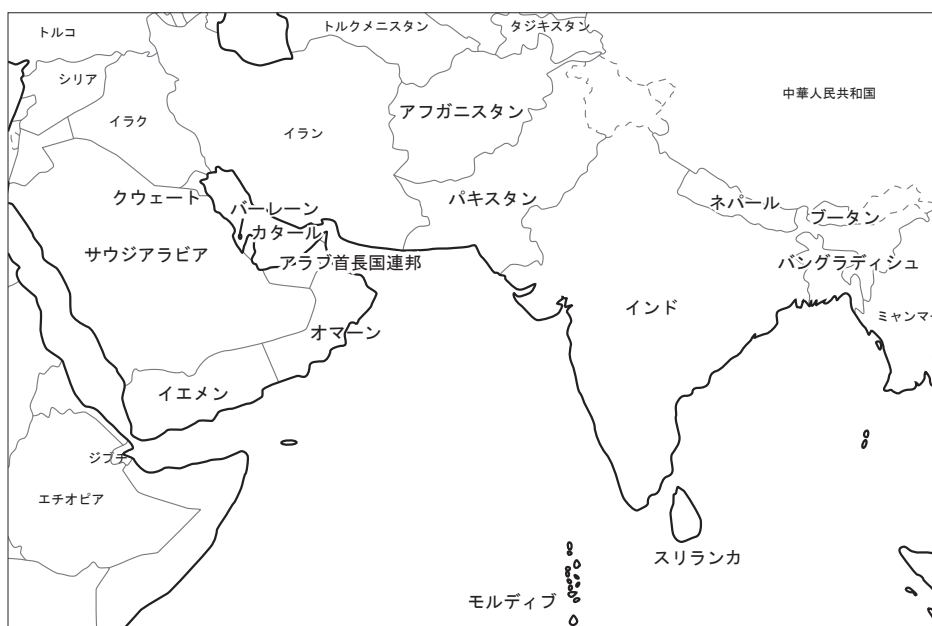 トルコ
トルクメニスタン
タジキスタン
シリア
中華人民共和国
アフガニスタン
イラク
イラン
クウェート
バーレーン
パキスタン
ネパール
ブータン
カタール
サウジアラビア
アラブ首長国連邦
バングラディシュ
インド
オマーン
ミャンマー
イエメン
ジブチ
エチオピア
スリランカ
モルディブ